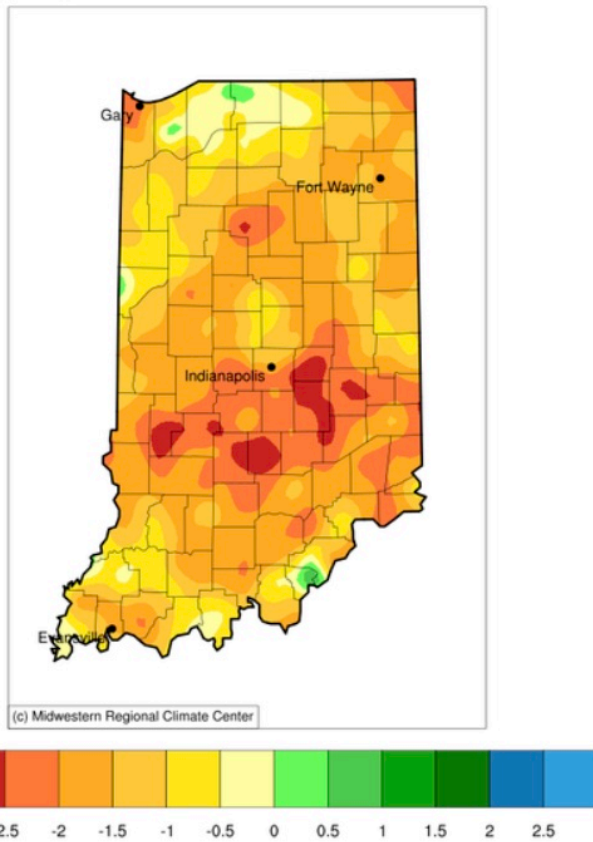 Gary
Fort Wayne
Indianapolis
Evansville
(c) Midwestern Regional Climate Center
2.5 -2 -1.5 -1 -0.5 0 0.5 1 1.5 2 2.5